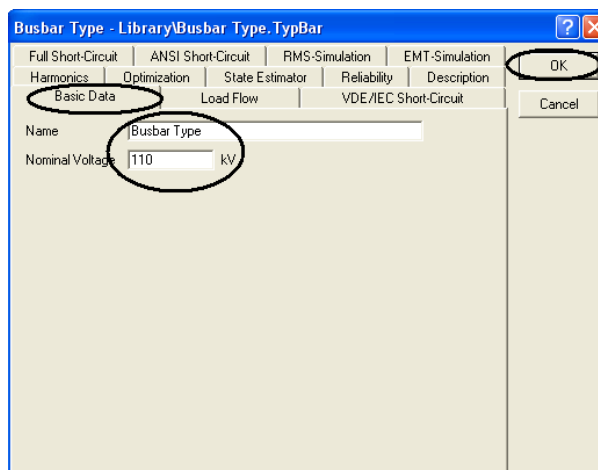 Busbar Type - Library\Busbar Type.TypBar
Full Short-Circuit ANSI Short-Circuit RMS-Simulation EMT-Simulation
Harmonics Optimization State Estimator Reliability Description
Basic Data Load Flow VDE/IEC Short-Circuit
OK
Cancel
Name Busbar Type
Nominal Voltage 110 kV